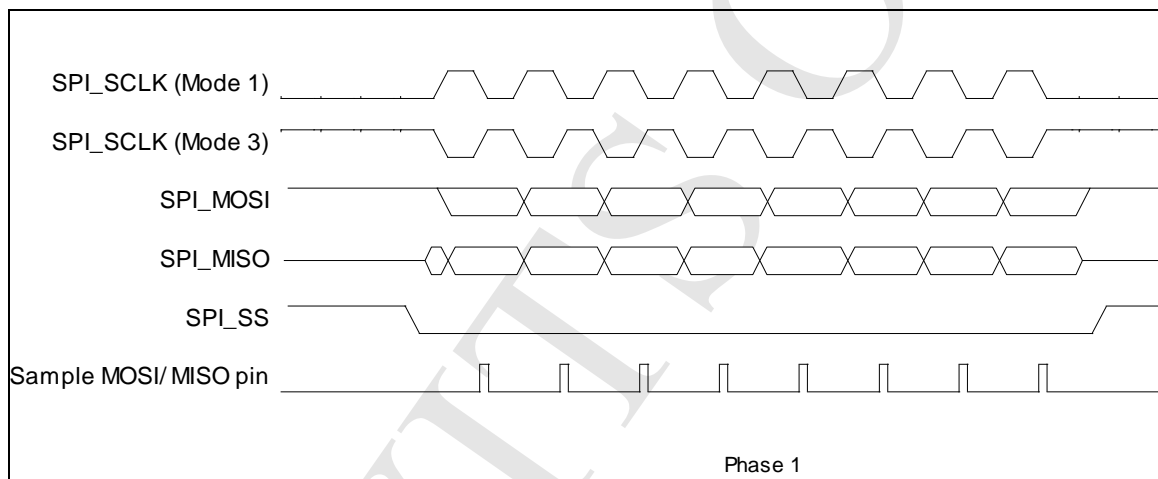 SPI_SCLK (Mode 1)
SPI_SCLK (Mode 3)
SPI_MOSI
SPI_MISO
SPI_SS
Sample MOSI/ MISO pin
Phase 1